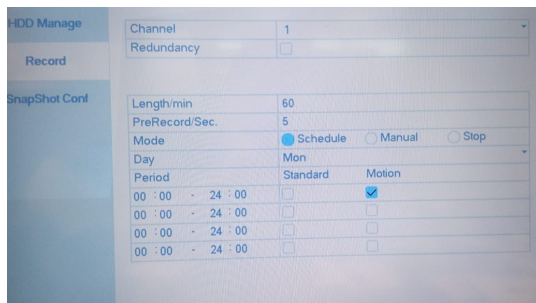 HDD Manage
Record
SnapShot Conf
Channel 1
Redundancy
Length/min 60
PreRecord/Sec. 5
Mode Schedule Manual Stop
Day Mon
Period Standard Motion
00 : 00 - 24 : 00
00 : 00 - 24 : 00
00 : 00 - 24 : 00
00 : 00 - 24 : 00